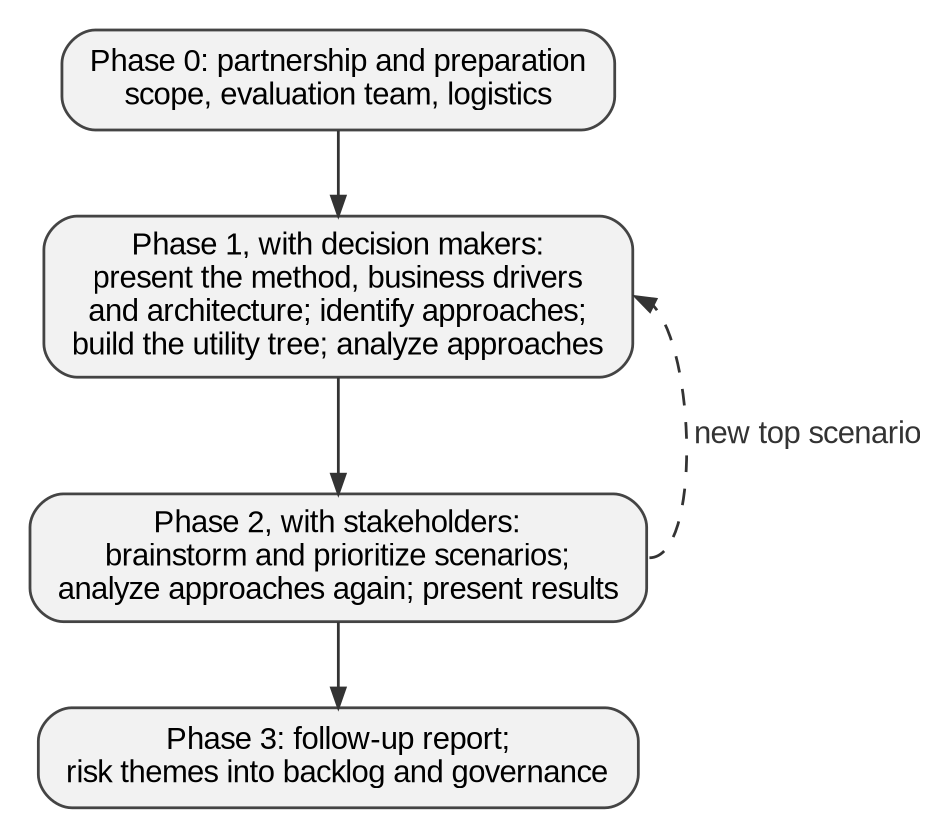 Phase 0: partnership and preparation
scope, evaluation team, logistics
Phase 1, with decision makers:
present the method, business drivers
and architecture; identify approaches;
build the utility tree; analyze approaches
new top scenario
Phase 2, with stakeholders:
brainstorm and prioritize scenarios;
analyze approaches again; present results
Phase 3: follow-up report;
risk themes into backlog and governance